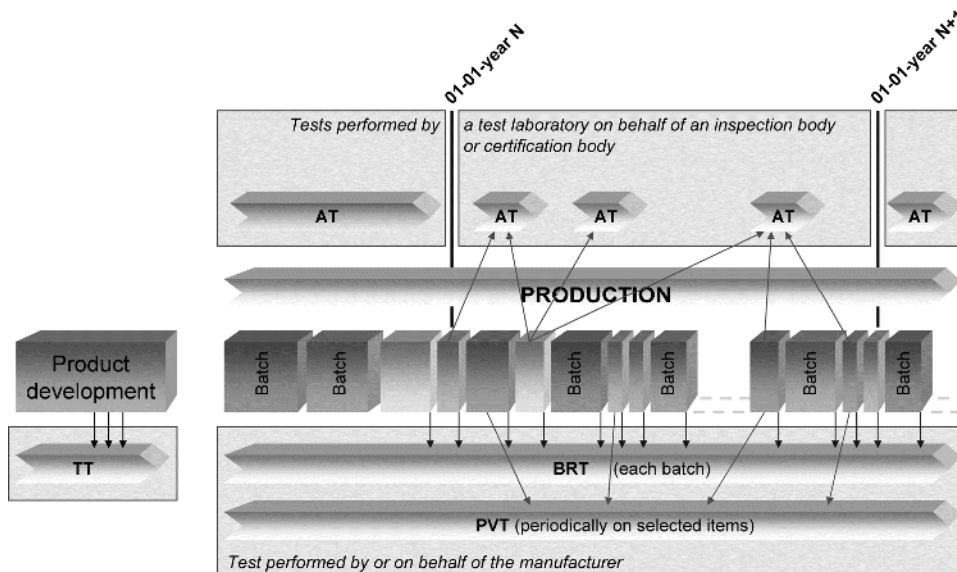 01-01-year N
01-01-year N+1
Tests performed by
a test laboratory on behalf of an inspection body
or certification body
AT
AT
AT
AT
AT
PRODUCTION
Product
development
Batch
Batch
Batch
Batch
Batch
Batch
Batch
TT
BRT (each batch)
PVT (periodically on selected items)
Test performed by or on behalf of the manufacturer